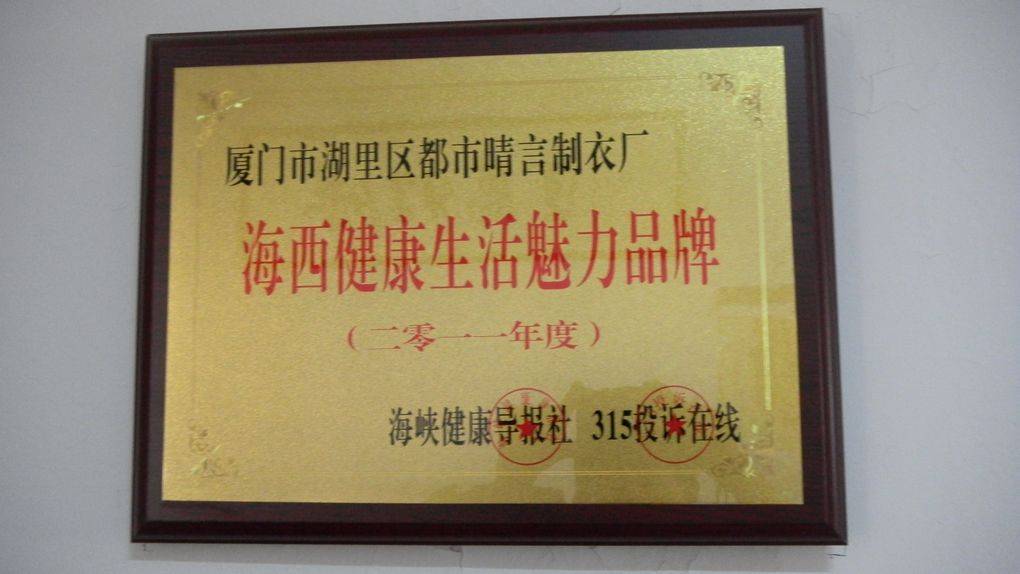 厦门市湖里区都市晴言制衣厂
海西健康生活魅力品牌
（二零一一年度）
海峡健康导报社 315投诉在线